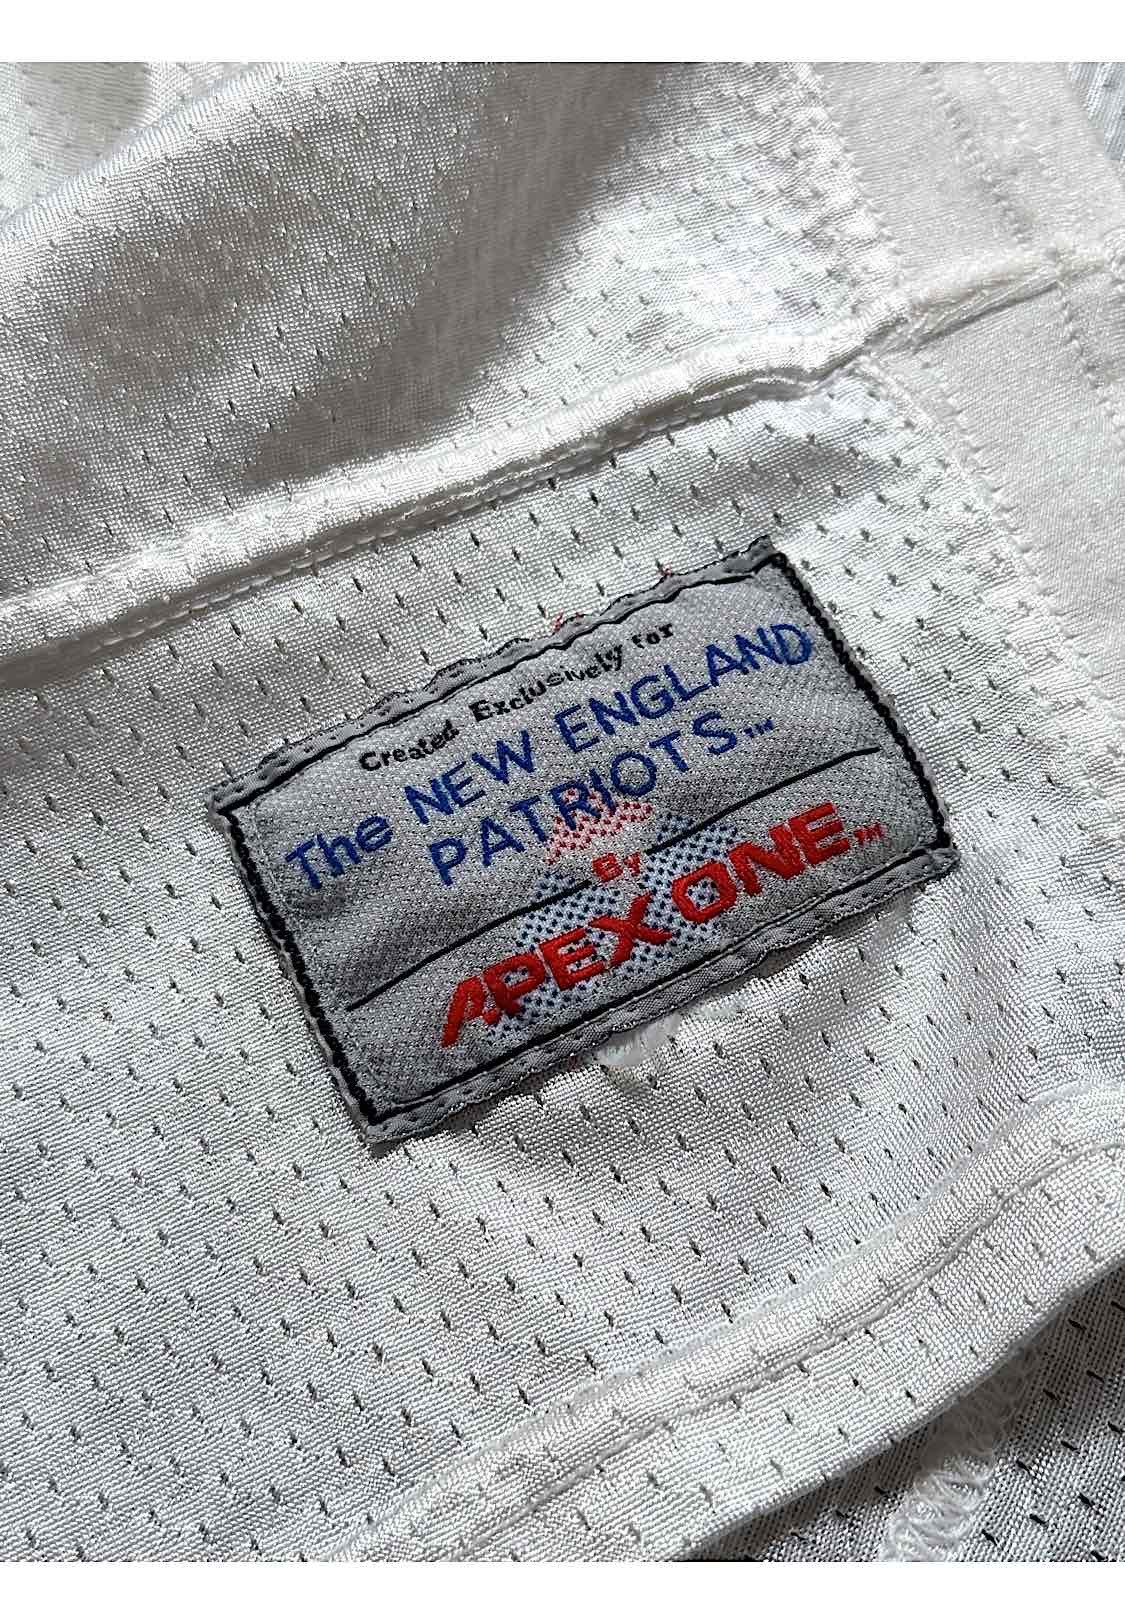 Created Exclusively for
The NEW ENGLAND
PATRIOTS™
By
APEX ONE™